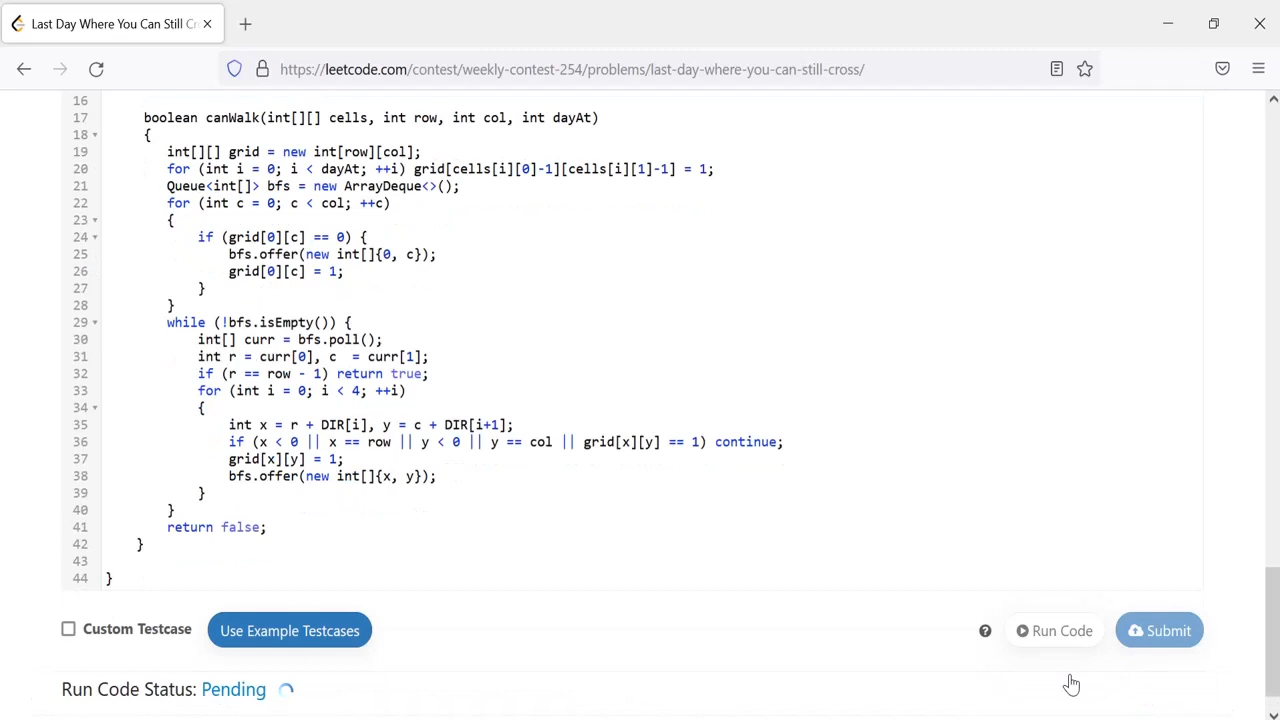 Last Day Where You Can Still Cr
https://leetcode.com/contest/weekly-contest-254/problems/last-day-where-you-can-still-cross/
16
17 boolean canWalk(int[][] cells, int row, int col, int dayAt)
18 {
19 int[][] grid = new int[row][col];
20 for (int i = 0; i < dayAt; ++i) grid[cells[i][0]-1][cells[i][1]-1] = 1;
21 Queue<int[]> bfs = new ArrayDeque<>();
22 for (int c = 0; c < col; ++c)
23 {
24 if (grid[0][c] == 0) {
25 bfs.offer(new int[]{0, c});
26 grid[0][c] = 1;
27 }
28 }
29 while (!bfs.isEmpty()) {
30 int[] curr = bfs.poll();
31 int r = curr[0], c  = curr[1];
32 if (r == row - 1) return true;
33 for (int i = 0; i < 4; ++i)
34 {
35 int x = r + DIR[i], y = c + DIR[i+1];
36 if (x < 0 || x == row || y < 0 || y == col || grid[x][y] == 1) continue;
37 grid[x][y] = 1;
38 bfs.offer(new int[]{x, y});
39 }
40 }
41 return false;
42 }
43
44 }
Custom Testcase Use Example Testcases ? Run Code Submit
Run Code Status: Pending